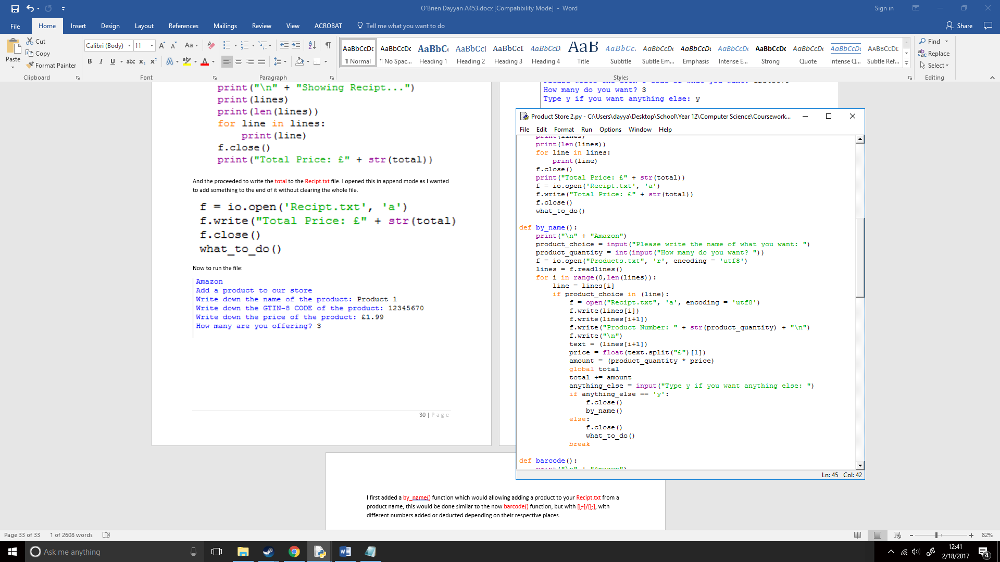 O'Brien Dayyan A453.docx [Compatibility Mode] - Word
Sign in
File Home Insert Design Layout References Mailings Review View ACROBAT Tell me what you want to do
Share
Paste
Cut
Copy
Format Painter
Clipboard
Calibri (Body) 11
Font
Paragraph
AaBbCcDc AaBbCcDc AaBbC AaBbCc AaBbCcD AaBbCcD AaB AaBbCc AaBbCcDc AaBbCcDc AaBbCcDc AaBbCcDc AaBbCcDc AaBbCcDc AABBCCDE
¶ Normal ¶ No Spac... Heading 1 Heading 2 Heading 3 Heading 4 Title Subtitle Subtle Em... Emphasis Intense E... Strong Quote Intense Q... Subtle Ref...
Styles
Find
Replace
Select
Editing
print("\n" + "Showing Recipt...")
print(lines)
print(len(lines))
for line in lines:
print(line)
f.close()
print("Total Price: £" + str(total))
And the proceeded to write the total to the Recipt.txt file. I opened this in append mode as I wanted
to add something to the end of it without clearing the whole file.
f = io.open('Recipt.txt', 'a')
f.write("Total Price: £" + str(total)
f.close()
what_to_do()
Now to run the file:
Amazon
Add a product to our store
Write down the name of the product: Product 1
Write down the GTIN-8 CODE of the product: 12345670
Write down the price of the product: £1.99
How many are you offering? 3
30 | Page
How many do you want? 3
Type y if you want anything else: y
Product Store 2.py - C:\Users\dayya\Desktop\School\Year 12\Computer Science\Coursework...
File Edit Format Run Options Window Help
print(lines)
print(len(lines))
for line in lines:
print(line)
f.close()
print("Total Price: £" + str(total))
f = io.open('Recipt.txt', 'a')
f.write("Total Price: £" + str(total))
f.close()
what_to_do()
def by_name():
print("\n" + "Amazon")
product_choice = input("Please write the name of what you want: ")
product_quantity = int(input("How many do you want? "))
f = io.open("Products.txt", 'r', encoding = 'utf8')
lines = f.readlines()
for i in range(0,len(lines)):
line = lines[i]
if product_choice in (line):
f = open("Recipt.txt", 'a', encoding = 'utf8')
f.write(lines[i])
f.write(lines[i+1])
f.write("Product Number: " + str(product_quantity) + "\n")
f.write("\n")
text = (lines[i+1])
price = float(text.split("£")[1])
amount = (product_quantity * price)
global total
total += amount
anything_else = input("Type y if you want anything else: ")
if anything_else == 'y':
f.close()
by_name()
else:
f.close()
what_to_do()
break
def barcode():
print("\n" + "Amazon")
Ln: 45 Col: 42
I first added a by_name() function which would allowing adding a product to your Recipt.txt from a
product name, this would be done similar to the now barcode() function, but with [i+]/[i-], with
different numbers added or deducted depending on their respective places.
Page 33 of 33 1 of 2608 words
82%
Ask me anything
12:41
2/18/2017
4